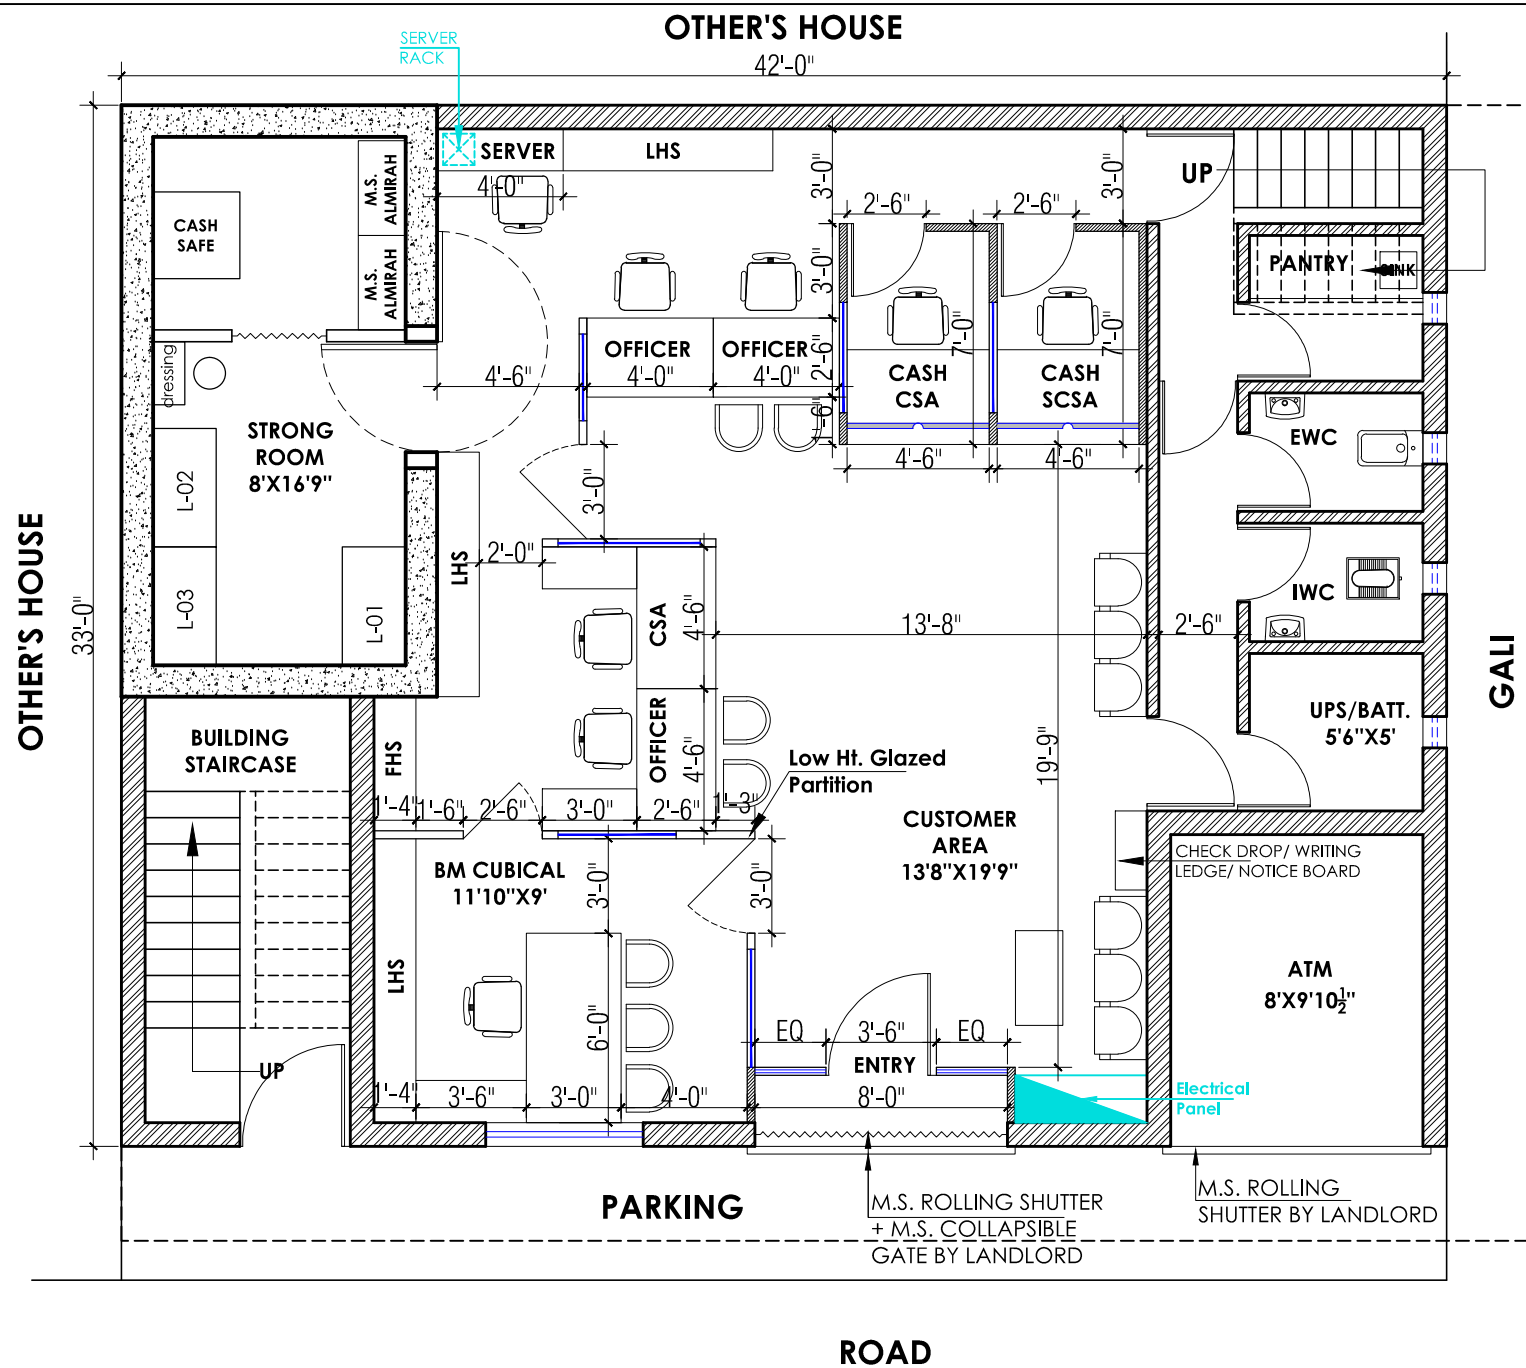 OTHER'S HOUSE
SERVER
RACK
42'-0"
SERVER
LHS
UP
4'-0"
3'-0"
3'-0"
2'-6"
2'-6"
M.S.
ALMIRAH
CASH
SAFE
M.S.
ALMIRAH
PANTRY
SINK
3'-0"
7'-0"
7'-0"
dressing
OFFICER
OFFICER
4'-6"
4'-0"
4'-0"
2'-6"
CASH
CSA
CASH
SCSA
1'-6"
STRONG
ROOM
8'X16'9"
EWC
4'-6"
4'-6"
L-02
3'-0"
OTHER'S HOUSE
33'-0"
LHS
2'-0"
L-03
L-01
CSA
4'-6"
13'-8"
2'-6"
IWC
GALI
BUILDING
STAIRCASE
FHS
OFFICER
4'-6"
Low Ht. Glazed
Partition
19'-9"
UPS/BATT.
5'6"X5'
1'-4"
1'-6"
2'-6"
3'-0"
2'-6"
1'-3"
CUSTOMER
AREA
13'8"X19'9"
BM CUBICAL
11'10"X9'
3'-0"
3'-0"
CHECK DROP/ WRITING
LEDGE/ NOTICE BOARD
LHS
ATM
8'X9'10½"
6'-0"
EQ
3'-6"
EQ
UP
ENTRY
1'-4"
3'-6"
3'-0"
4'-0"
8'-0"
Electrical
Panel
PARKING
M.S. ROLLING SHUTTER
+ M.S. COLLAPSIBLE
GATE BY LANDLORD
M.S. ROLLING
SHUTTER BY LANDLORD
ROAD